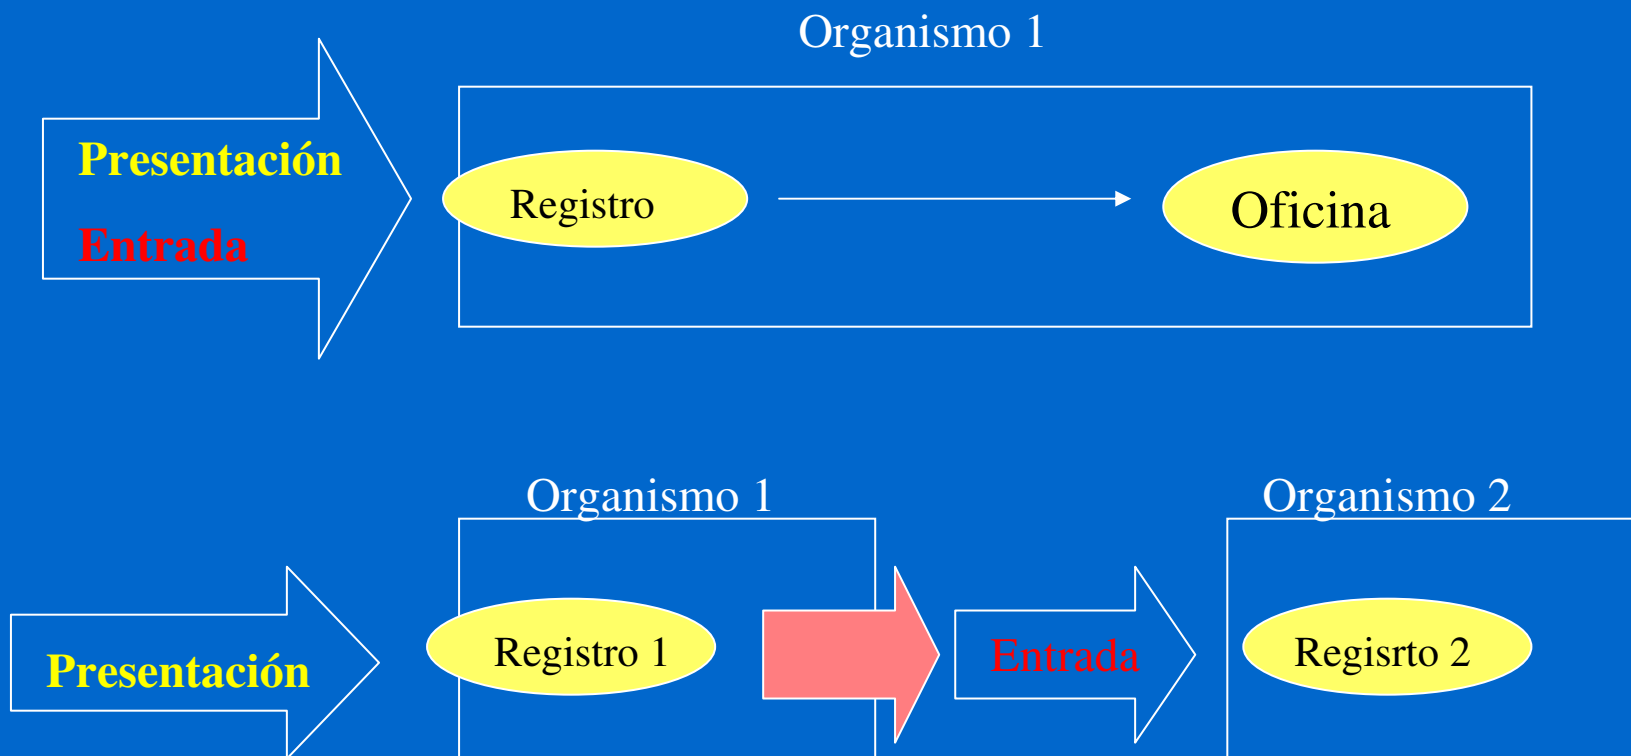 Organismo 1
Presentación
Entrada
Registro
Oficina
Organismo 1
Organismo 2
Presentación
Registro 1
Entrada
Regisrto 2